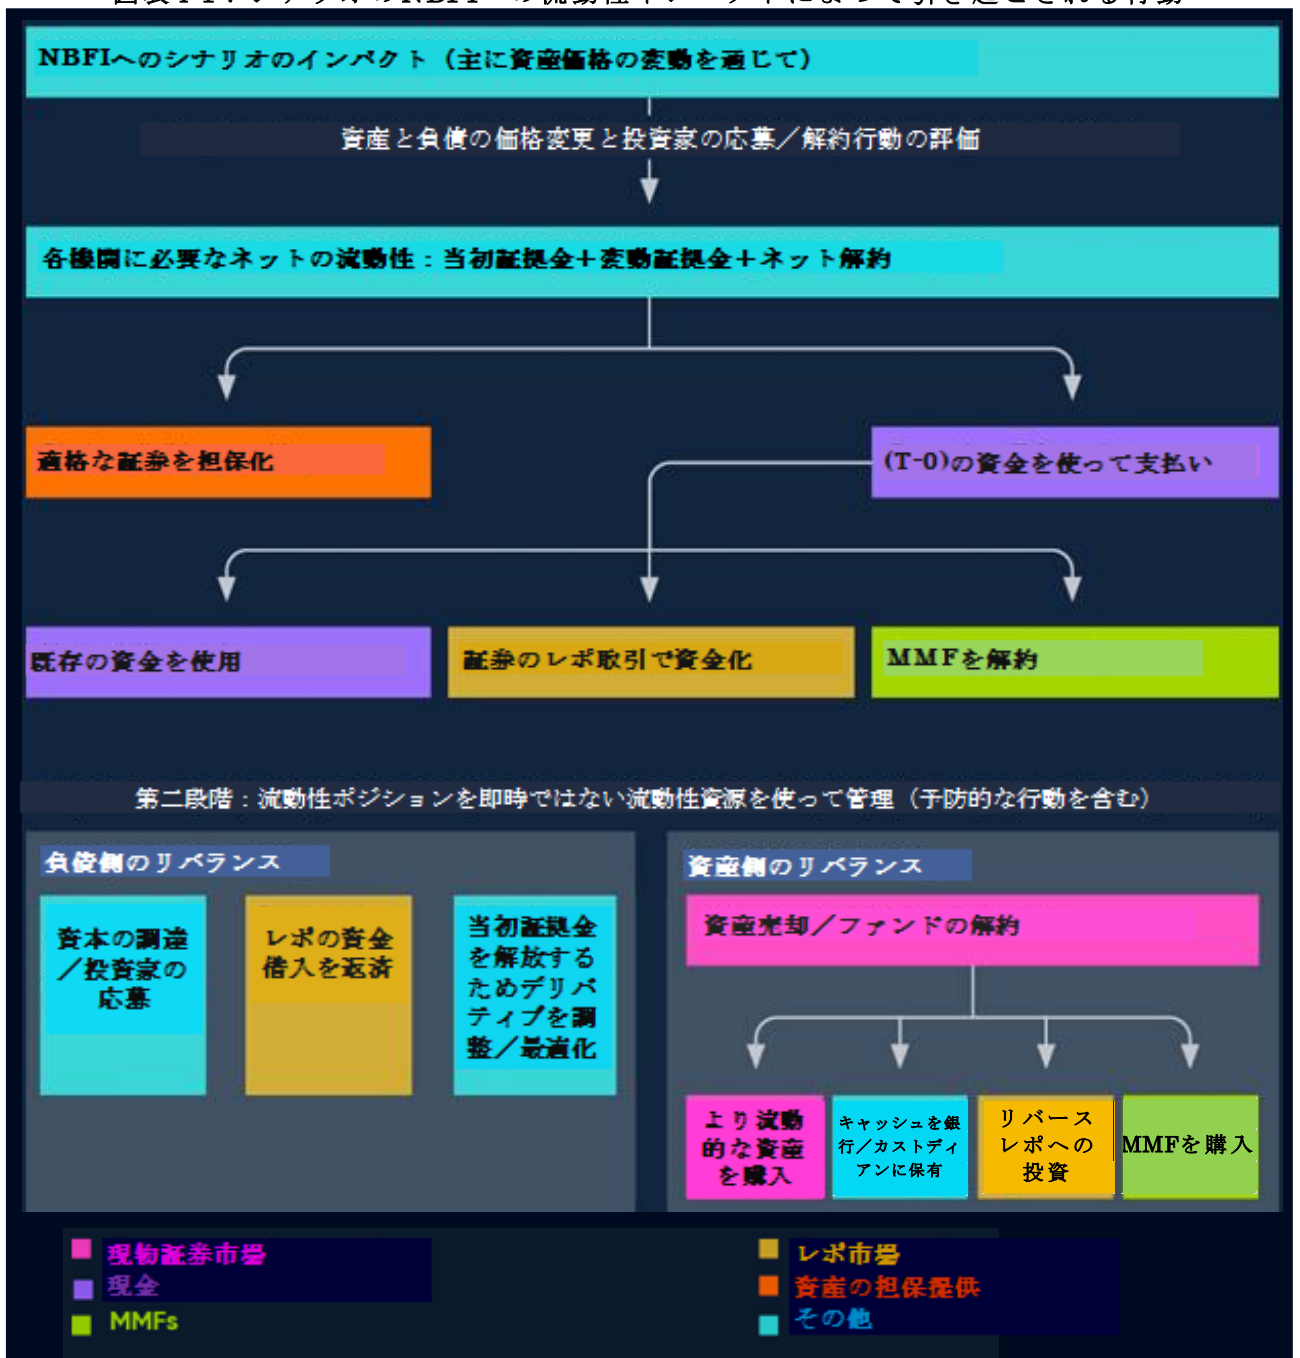 NBFIへのシナリオのインパクト（主に資産価格の変動を通じて）
資産と負債の価格変更と投資家の応募／解約行動の評価
各機関に必要なネットの流動性：当初証拠金＋変動証拠金＋ネット解約
適格な証券を担保化
(T-0)の資金を使って支払い
既存の資金を使用
証券のレポ取引で資金化
MMFを解約
第二段階：流動性ポジションを即時ではない流動性資源を使って管理（予防的な行動を含む）
負債側のリバランス
資本の調達
／投資家の
応募
レポの資金
借入を返済
当初証拠金
を解放する
ためデリバ
ティブを調
整／最適化
資産側のリバランス
資産売却／ファンドの解約
より流動
的な資産
を購入
キャッシュを銀
行／カストディ
アンに保有
リバース
レポへの
投資
MMFを購入
現物証券市場
現金
MMFs
レポ市場
資産の担保提供
その他